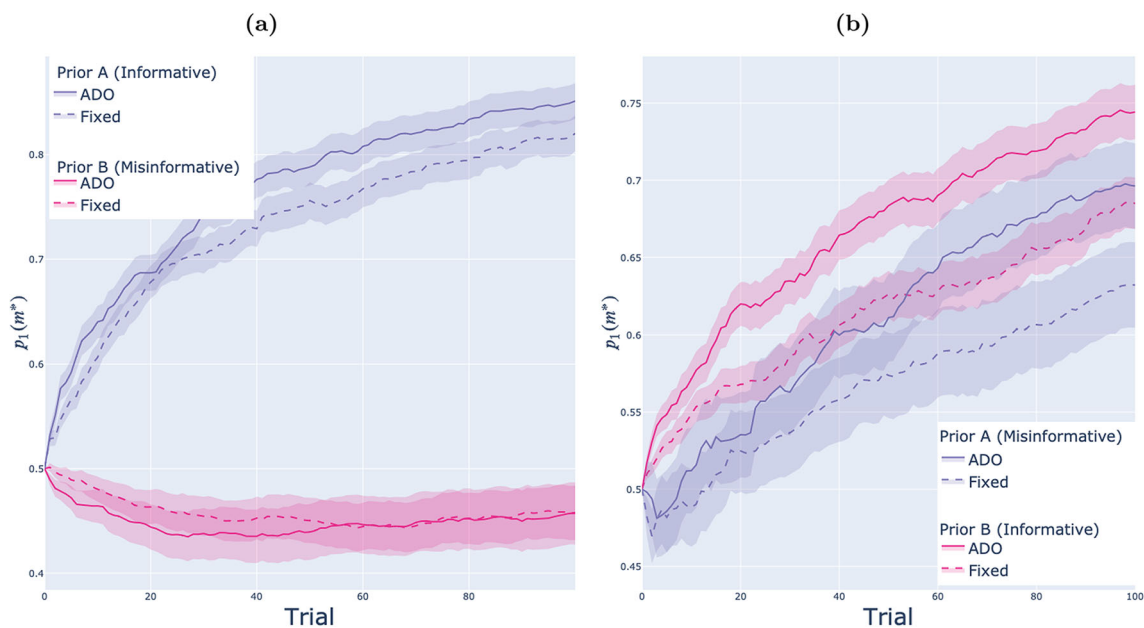 (a)
(b)
Prior A (Informative)
ADO
Fixed
Prior B (Misinformative)
ADO
Fixed
0.8
0.7
0.6
0.5
0.4
p₁(m*)
0
20
40
60
80
Trial
0.75
0.7
0.65
0.6
0.55
0.5
0.45
p₁(m*)
Prior A (Misinformative)
ADO
Fixed
Prior B (Informative)
ADO
Fixed
0
20
40
60
80
100
Trial